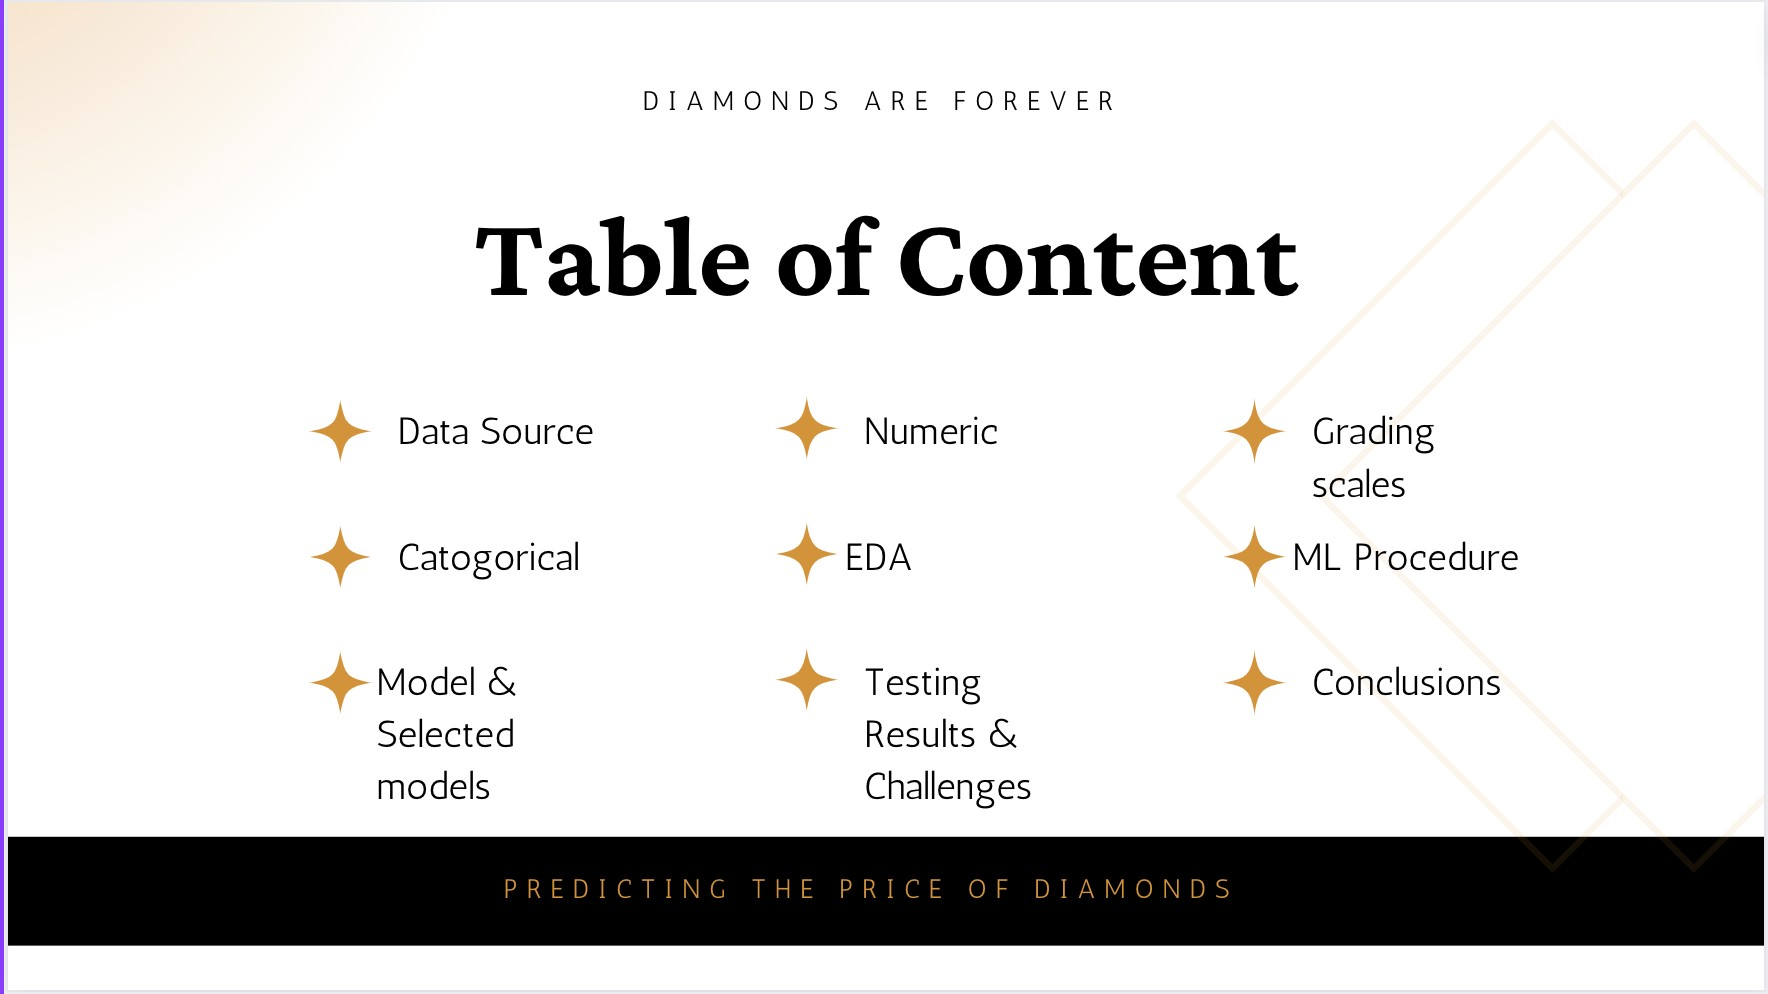 DIAMONDS ARE FOREVER
Table of Content
Data Source
Numeric
Grading
scales
Catogorical
EDA
ML Procedure
Model &
Selected
models
Testing
Results &
Challenges
Conclusions
PREDICTING THE PRICE OF DIAMONDS